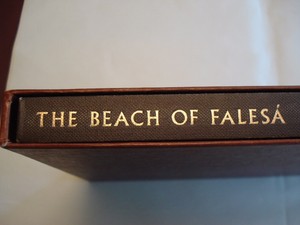 THE BEACH OF FALESÁ